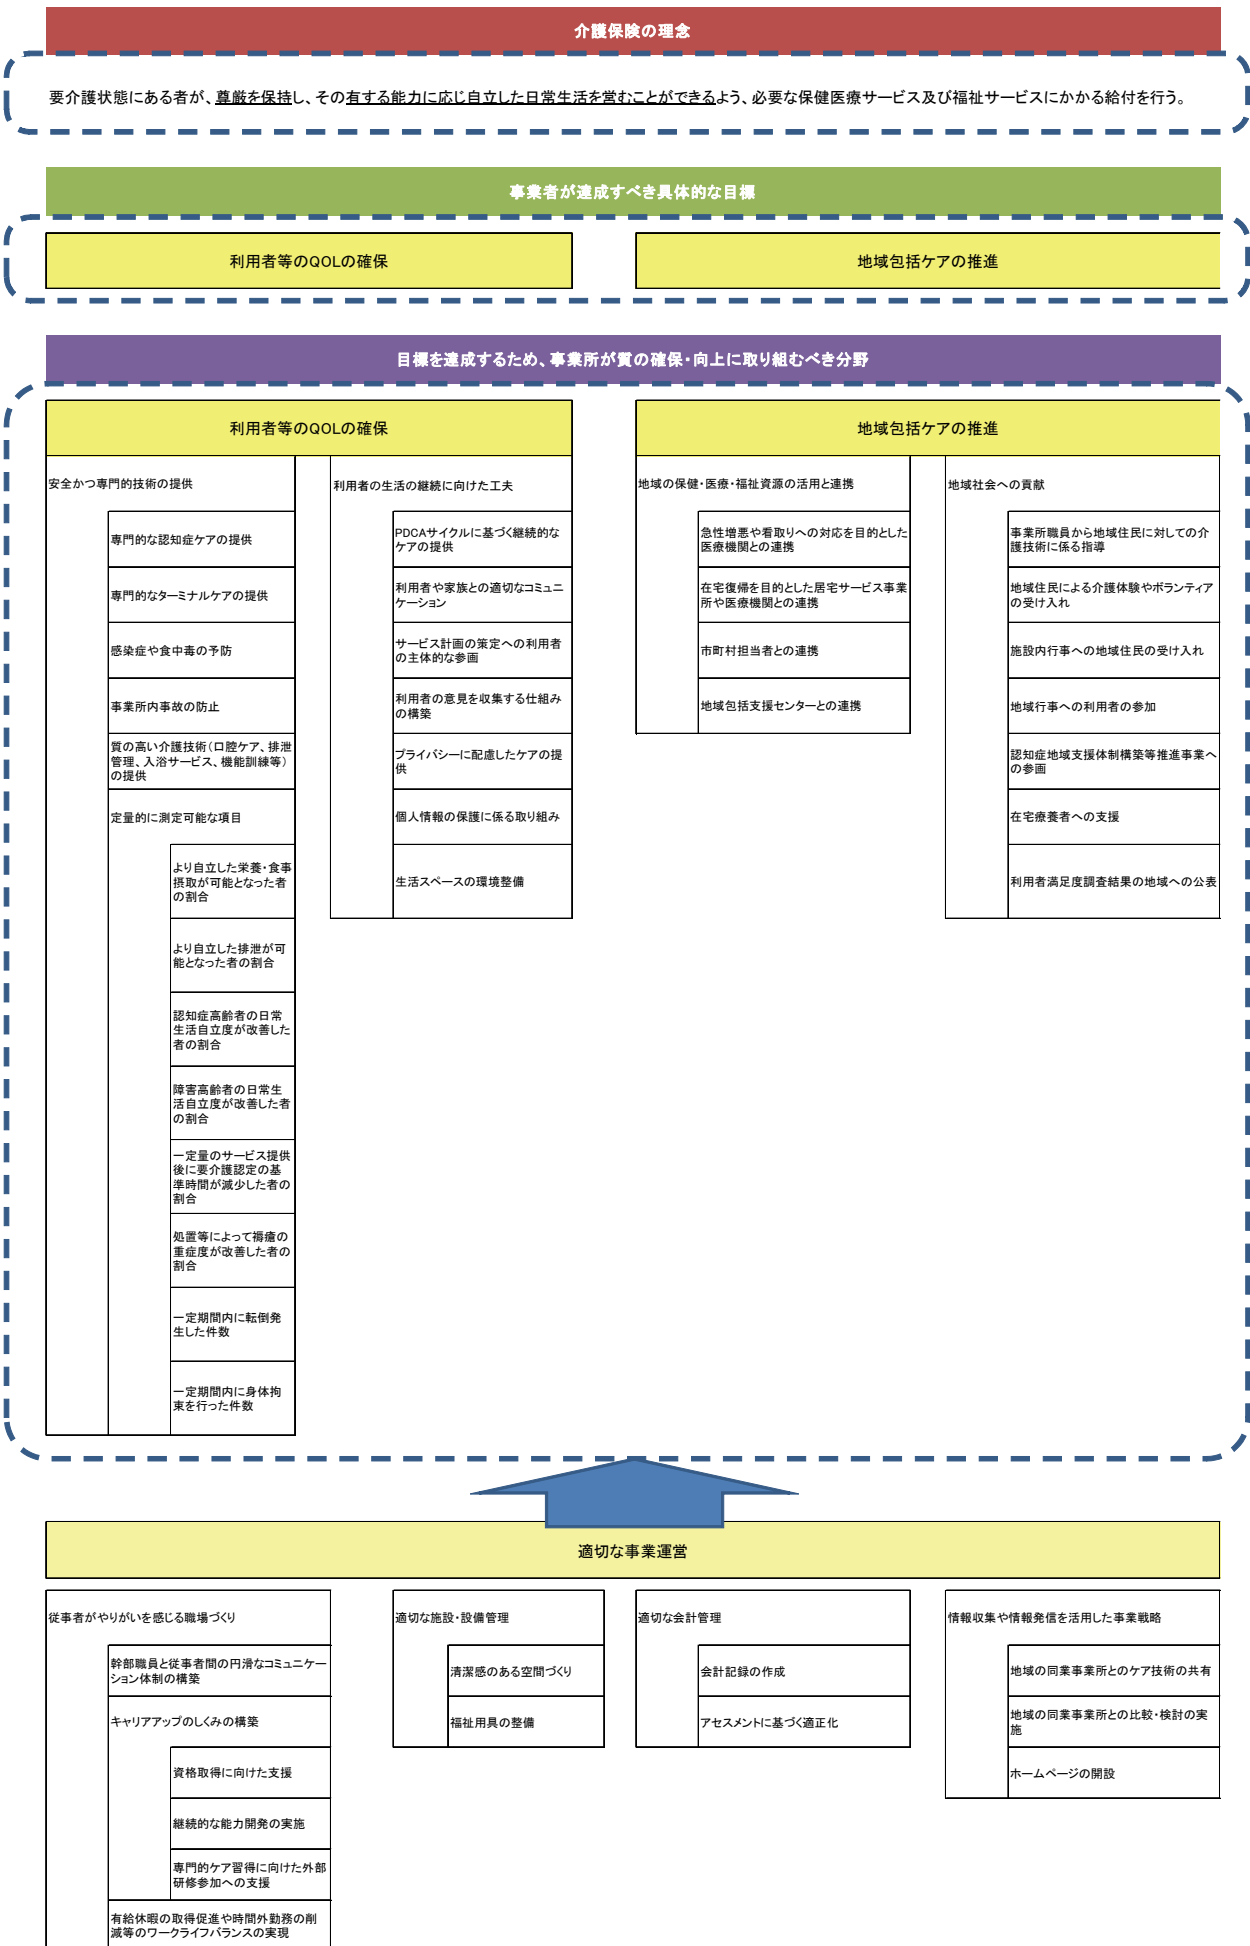 介護保険の理念
要介護状態にある者が、尊厳を保持し、その有する能力に応じ自立した日常生活を営むことができるよう、必要な保健医療サービス及び福祉サービスにかかる給付を行う。
事業者が達成すべき具体的な目標
利用者等のQOLの確保
地域包括ケアの推進
目標を達成するため、事業所が質の確保・向上に取り組むべき分野
利用者等のQOLの確保
安全かつ専門的技術の提供
専門的な認知症ケアの提供
専門的なターミナルケアの提供
感染症や食中毒の予防
事業所内事故の防止
質の高い介護技術（口腔ケア、排泄
管理、入浴サービス、機能訓練等）
の提供
定量的に測定可能な項目
より自立した栄養・食事
摂取が可能となった者
の割合
より自立した排泄が可
能となった者の割合
認知症高齢者の日常
生活自立度が改善した
者の割合
障害高齢者の日常生
活自立度が改善した者
の割合
一定量のサービス提供
後に要介護認定の基
準時間が減少した者の
割合
処置等によって褥瘡の
重症度が改善した者の
割合
一定期間内に転倒発
生した件数
一定期間内に身体拘
束を行った件数
利用者の生活の継続に向けた工夫
PDCAサイクルに基づく継続的な
ケアの提供
利用者や家族との適切なコミュニ
ケーション
サービス計画の策定への利用者
の主体的な参画
利用者の意見を収集する仕組み
の構築
プライバシーに配慮したケアの提
供
個人情報の保護に係る取り組み
生活スペースの環境整備
地域包括ケアの推進
地域の保健・医療・福祉資源の活用と連携
急性増悪や看取りへの対応を目的とした
医療機関との連携
在宅復帰を目的とした居宅サービス事業
所や医療機関との連携
市町村担当者との連携
地域包括支援センターとの連携
地域社会への貢献
事業所職員から地域住民に対しての介
護技術に係る指導
地域住民による介護体験やボランティア
の受け入れ
施設内行事への地域住民の受け入れ
地域行事への利用者の参加
認知症地域支援体制構築等推進事業へ
の参画
在宅療養者への支援
利用者満足度調査結果の地域への公表
適切な事業運営
従事者がやりがいを感じる職場づくり
幹部職員と従事者間の円滑なコミュニケー
ション体制の構築
キャリアアップのしくみの構築
資格取得に向けた支援
継続的な能力開発の実施
専門的ケア習得に向けた外部
研修参加への支援
有給休暇の取得促進や時間外勤務の削
減等のワークライフバランスの実現
適切な施設・設備管理
清潔感のある空間づくり
福祉用具の整備
適切な会計管理
会計記録の作成
アセスメントに基づく適正化
情報収集や情報発信を活用した事業戦略
地域の同業事業所とのケア技術の共有
地域の同業事業所との比較・検討の実
施
ホームページの開設